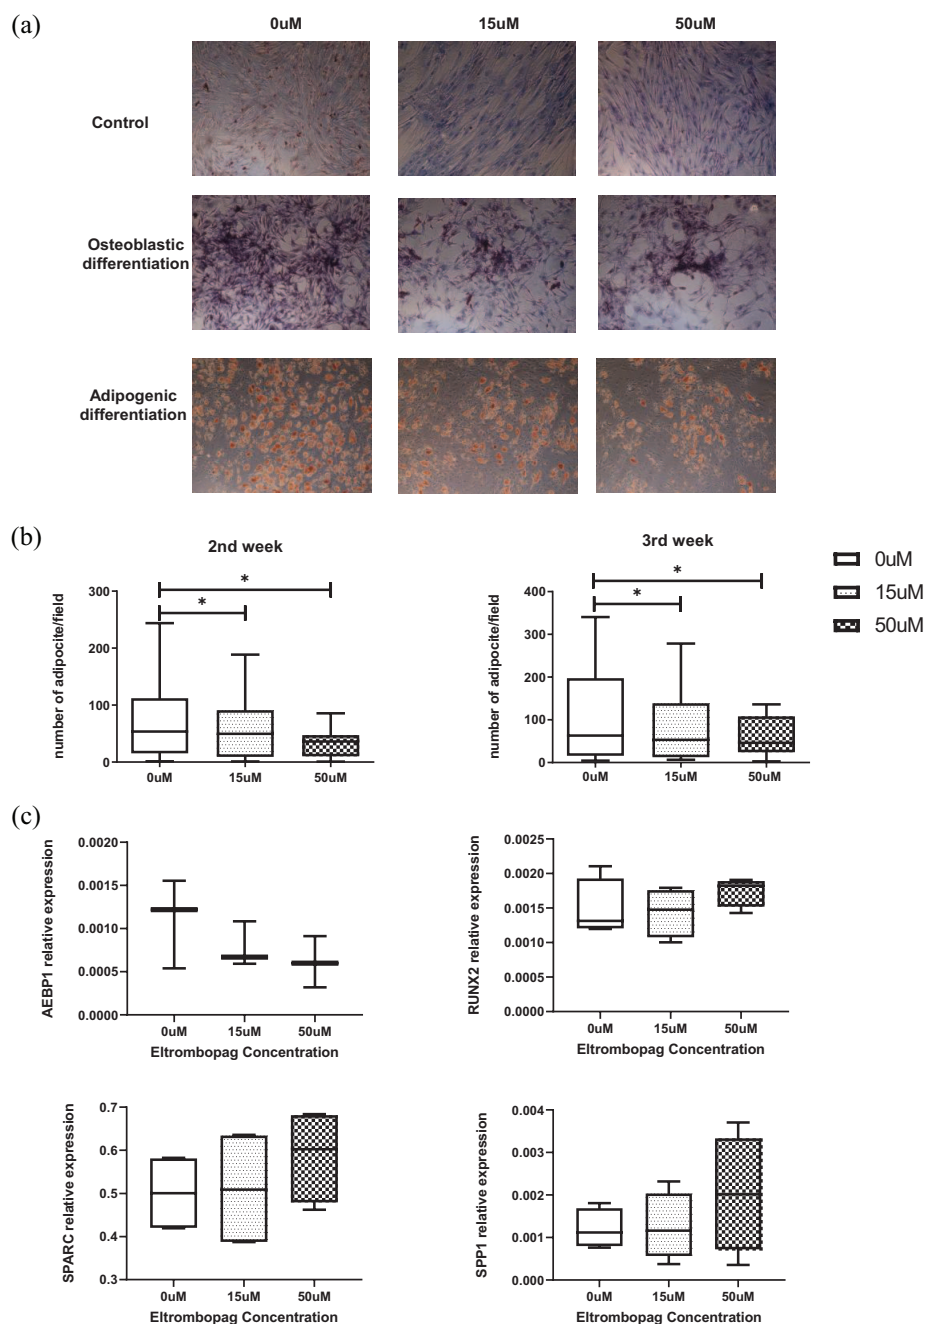 (a)
0uM 15uM 50uM
Control
Osteoblastic
differentiation
Adipogenic
differentiation
(b)
2nd week
*
*
number of adipocite/field
300
200
100
0
0uM 15uM 50uM
3rd week
*
*
number of adipocite/field
400
300
200
100
0
0uM 15uM 50uM
0uM
15uM
50uM
(c)
AEBP1 relative expression
0.0020
0.0015
0.0010
0.0005
0.0000
0uM 15uM 50uM
Eltrombopag Concentration
RUNX2 relative expression
0.0025
0.0020
0.0015
0.0010
0.0005
0.0000
0uM 15uM 50uM
Eltrombopag Concentration
SPARC relative expression
0.7
0.6
0.5
0.4
0.3
0uM 15uM 50uM
Eltrombopag Concentration
SPP1 relative expression
0.004
0.003
0.002
0.001
0.000
0uM 15uM 50uM
Eltrombopag Concentration